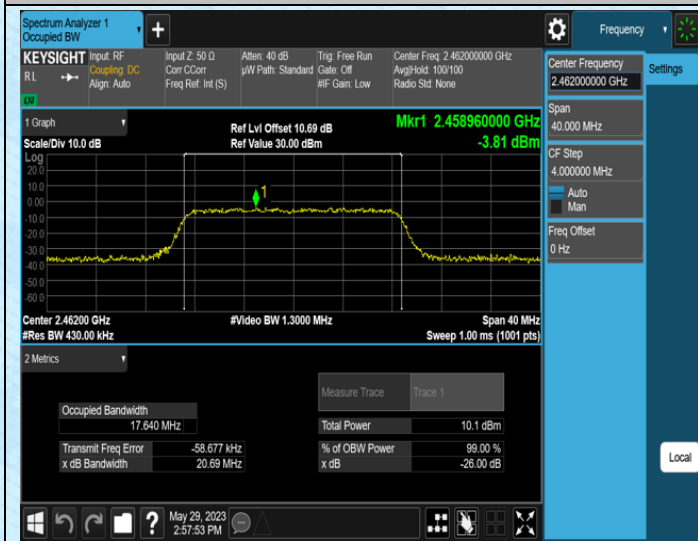 Spectrum Analyzer 1
Occupied BW
+
Frequency
KEYSIGHT
RL
LXI
Input: RF
Coupling: DC
Align: Auto
Input Z: 50 Ω
Corr CCorr
Freq Ref: Int (S)
Atten: 40 dB
µW Path: Standard
Trig: Free Run
Gate: Off
#IF Gain: Low
Center Freq: 2.462000000 GHz
Avg|Hold: 100/100
Radio Std: None
Center Frequency
2.462000000 GHz
Settings
Span
40.000 MHz
CF Step
4.000000 MHz
Auto
Man
Freq Offset
0 Hz
Local
1 Graph
Scale/Div 10.0 dB
Ref Lvl Offset 10.69 dB
Ref Value 30.00 dBm
Mkr1 2.458960000 GHz
-3.81 dBm
Log
20.0
10.0
0.00
-10.0
-20.0
-30.0
-40.0
-50.0
-60.0
1
Center 2.46200 GHz
#Res BW 430.00 kHz
#Video BW 1.3000 MHz
Span 40 MHz
Sweep 1.00 ms (1001 pts)
2 Metrics
Measure Trace Trace 1
Occupied Bandwidth
17.640 MHz
Total Power 10.1 dBm
Transmit Freq Error -58.677 kHz
% of OBW Power 99.00 %
x dB Bandwidth 20.69 MHz
x dB -26.00 dB
?
May 29, 2023
2:57:53 PM